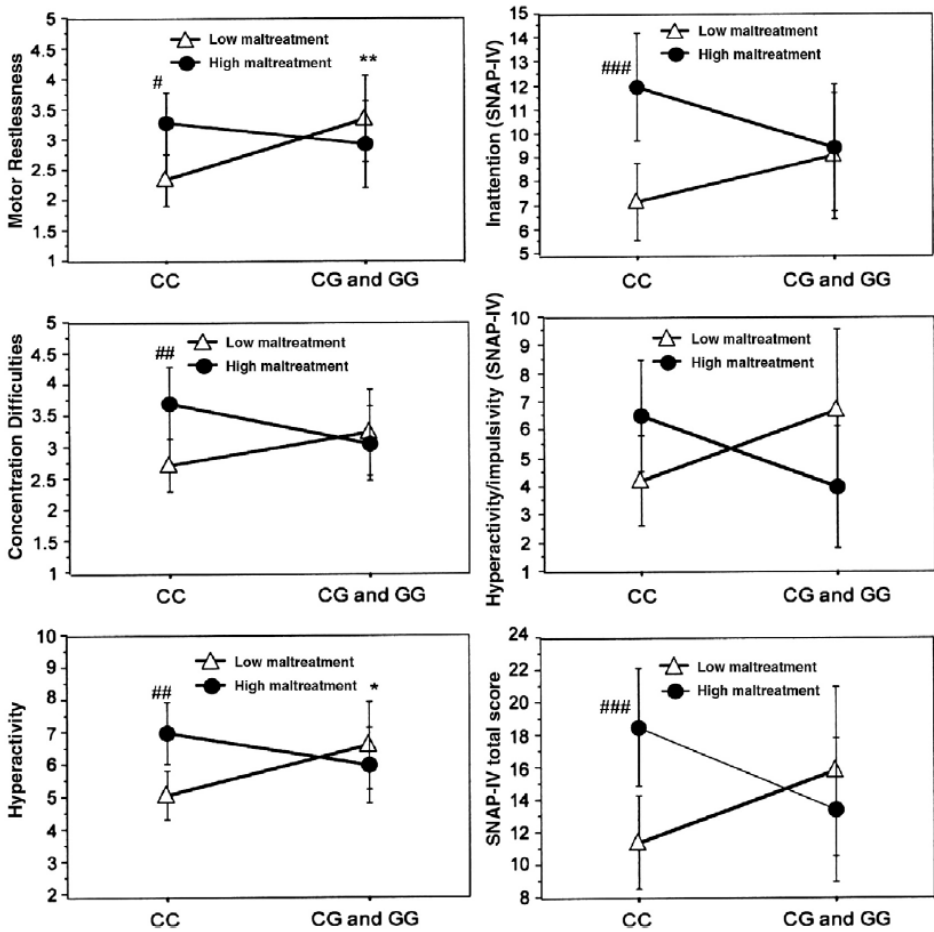 Motor Restlessness
5
4.5
4
3.5
3
2.5
2
1.5
1
Low maltreatment
High maltreatment
#
**
CC
CG and GG
Inattention (SNAP-IV)
15
14
13
12
11
10
9
8
7
6
5
Low maltreatment
High maltreatment
###
CC
CG and GG
Concentration Difficulties
5
4.5
4
3.5
3
2.5
2
1.5
1
Low maltreatment
High maltreatment
##
CC
CG and GG
Hyperactivity/impulsivity (SNAP-IV)
10
9
8
7
6
5
4
3
2
1
Low maltreatment
High maltreatment
CC
CG and GG
Hyperactivity
10
9
8
7
6
5
4
3
2
Low maltreatment
High maltreatment
##
*
CC
CG and GG
SNAP-IV total score
24
22
20
18
16
14
12
10
8
Low maltreatment
High maltreatment
###
CC
CG and GG